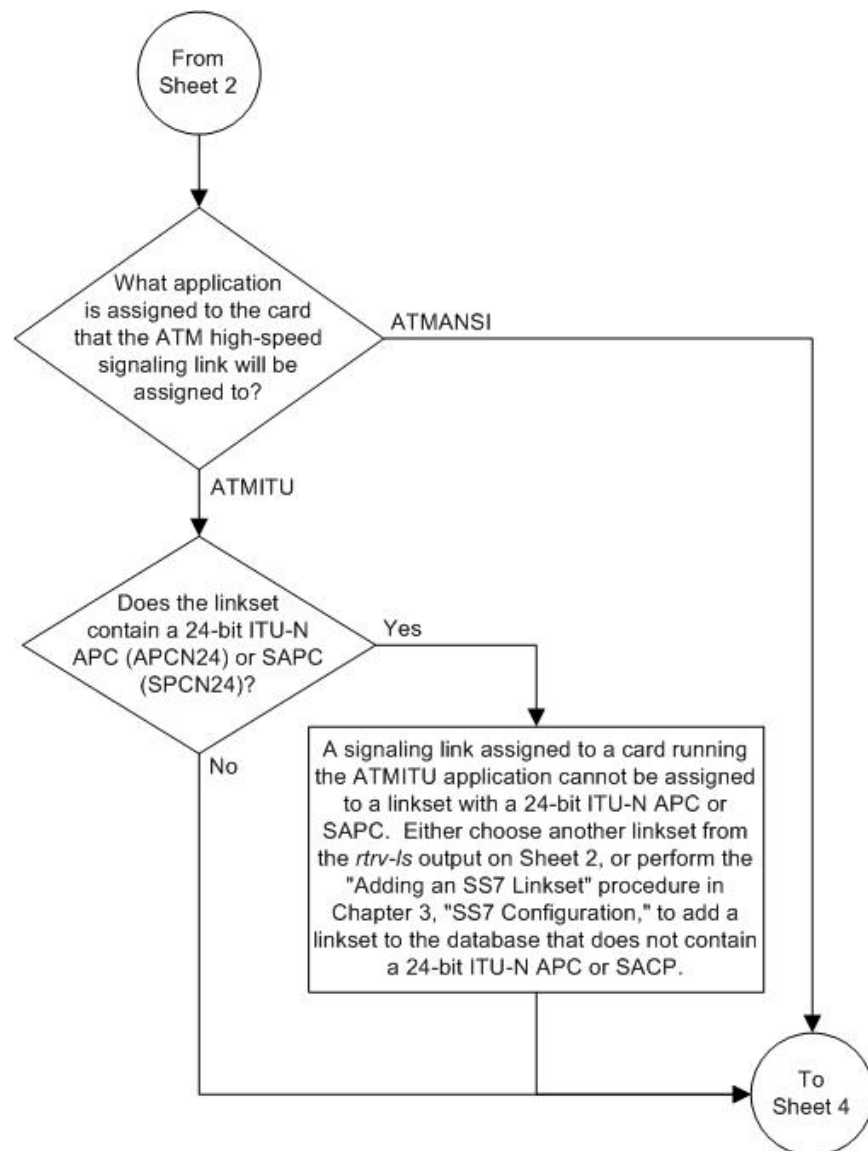 From
Sheet 2
What application
is assigned to the card
that the ATM high-speed
signaling link will be
assigned to?
ATMANSI
ATMITU
Does the linkset
contain a 24-bit ITU-N
APC (APCN24) or SAPC
(SPCN24)?
Yes
No
A signaling link assigned to a card running
the ATMITU application cannot be assigned
to a linkset with a 24-bit ITU-N APC or
SAPC.  Either choose another linkset from
the rtrv-ls output on Sheet 2, or perform the
"Adding an SS7 Linkset" procedure in
Chapter 3, "SS7 Configuration," to add a
linkset to the database that does not contain
a 24-bit ITU-N APC or SACP.
To
Sheet 4